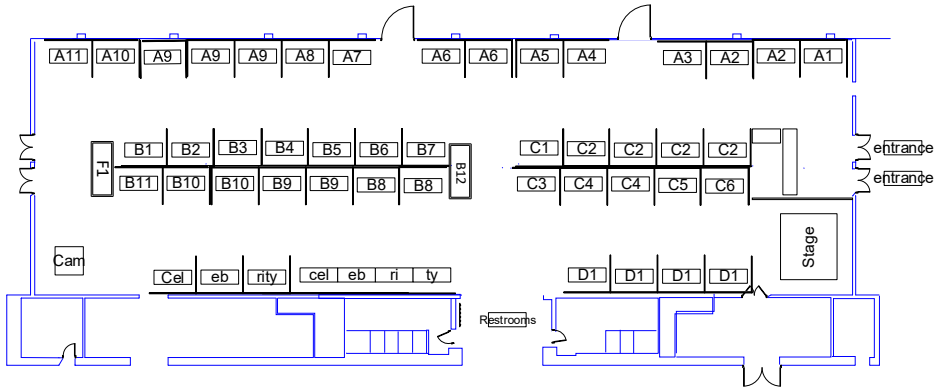 A11 A10 A9 A9 A9 A8 A7 A6 A6 A5 A4 A3 A2 A2 A1
B1 B2 B3 B4 B5 B6 B7 C1 C2 C2 C2 C2 entrance
F1 B12
B11 B10 B10 B9 B9 B8 B8 C3 C4 C4 C5 C6 entrance
Stage
Cam
Cel eb rity cel eb ri ty D1 D1 D1 D1
Restrooms